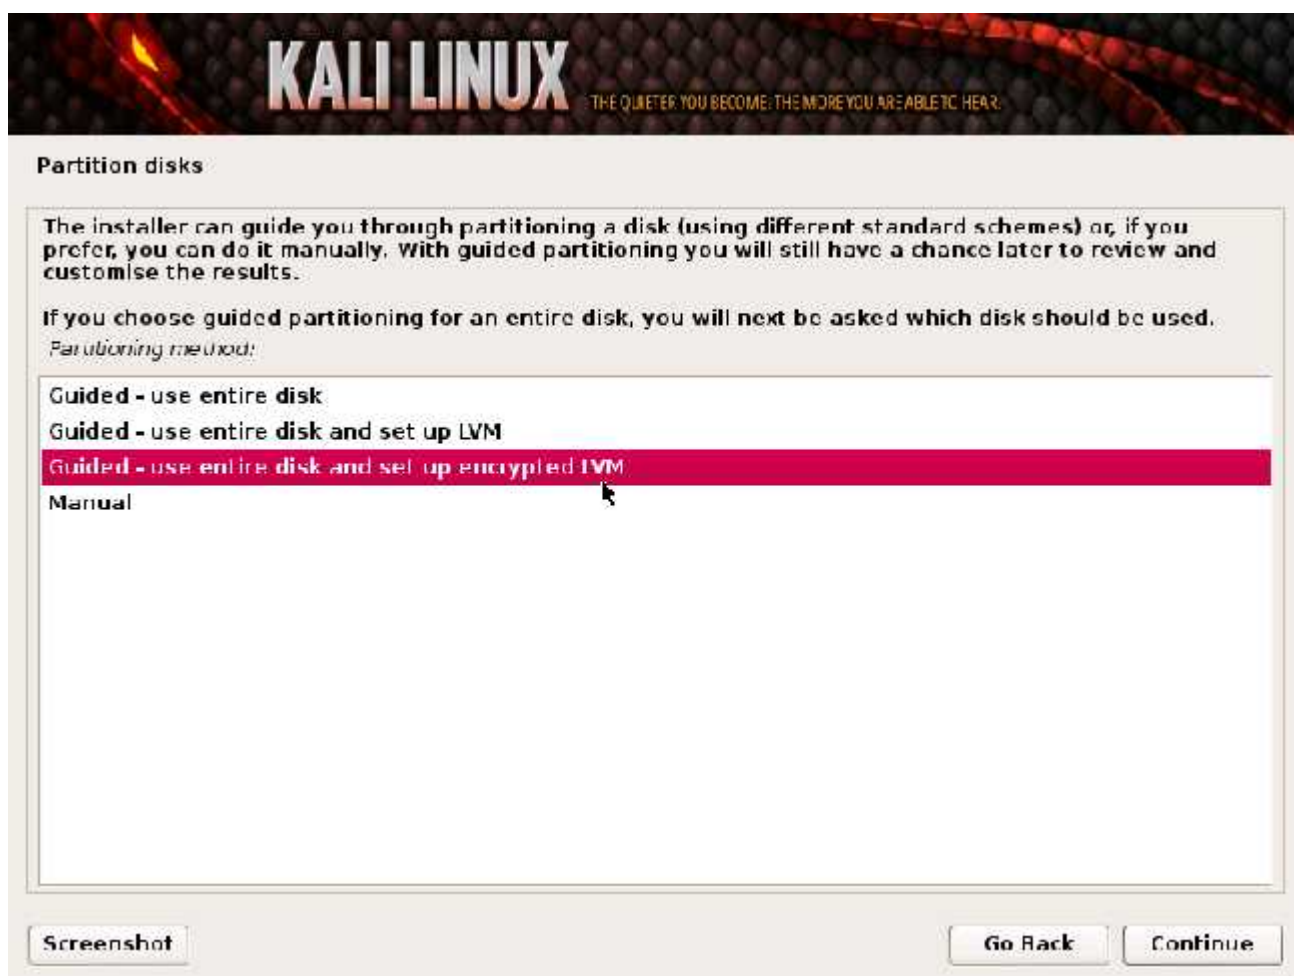 KALI LINUX
THE QUIETER YOU BECOME, THE MORE YOU ARE ABLE TO HEAR.
Partition disks
The installer can guide you through partitioning a disk (using different standard schemes) or, if you
prefer, you can do it manually. With guided partitioning you will still have a chance later to review and
customise the results.
If you choose guided partitioning for an entire disk, you will next be asked which disk should be used.
Partitioning method:
Guided - use entire disk
Guided - use entire disk and set up LVM
Guided - use entire disk and set up encrypted LVM
Manual
Screenshot
Go Back
Continue